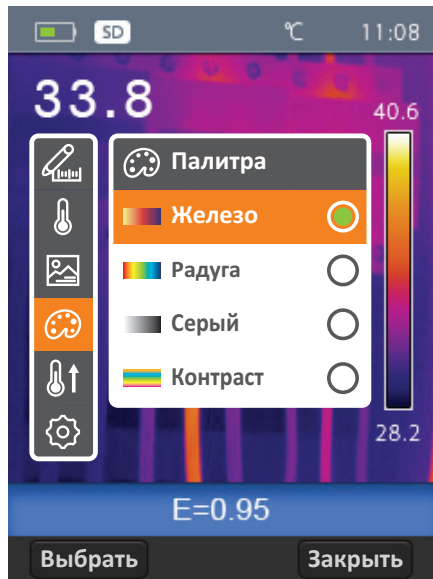 SD ℃ 11:08
33.8
40.6
Палитра
Железо
Радуга
Серый
Контраст
28.2
E=0.95
Выбрать Закрыть